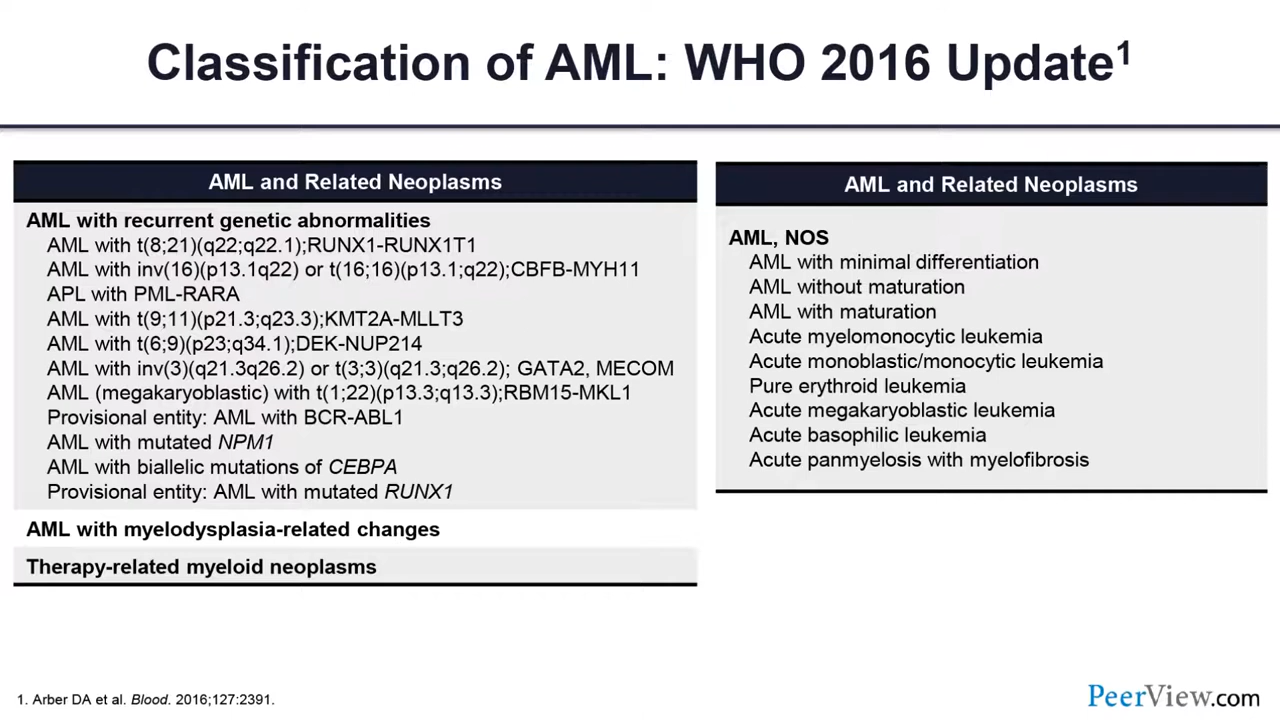 Classification of AML: WHO 2016 Update1
AML and Related Neoplasms
AML with recurrent genetic abnormalities
AML with t(8;21)(q22;q22.1);RUNX1-RUNX1T1
AML with inv(16)(p13.1q22) or t(16;16)(p13.1;q22);CBFB-MYH11
APL with PML-RARA
AML with t(9;11)(p21.3;q23.3);KMT2A-MLLT3
AML with t(6;9)(p23;q34.1);DEK-NUP214
AML with inv(3)(q21.3q26.2) or t(3;3)(q21.3;q26.2); GATA2, MECOM
AML (megakaryoblastic) with t(1;22)(p13.3;q13.3);RBM15-MKL1
Provisional entity: AML with BCR-ABL1
AML with mutated NPM1
AML with biallelic mutations of CEBPA
Provisional entity: AML with mutated RUNX1
AML with myelodysplasia-related changes
Therapy-related myeloid neoplasms
AML and Related Neoplasms
AML, NOS
AML with minimal differentiation
AML without maturation
AML with maturation
Acute myelomonocytic leukemia
Acute monoblastic/monocytic leukemia
Pure erythroid leukemia
Acute megakaryoblastic leukemia
Acute basophilic leukemia
Acute panmyelosis with myelofibrosis
1. Arber DA et al. Blood. 2016;127:2391.
PeerView.com